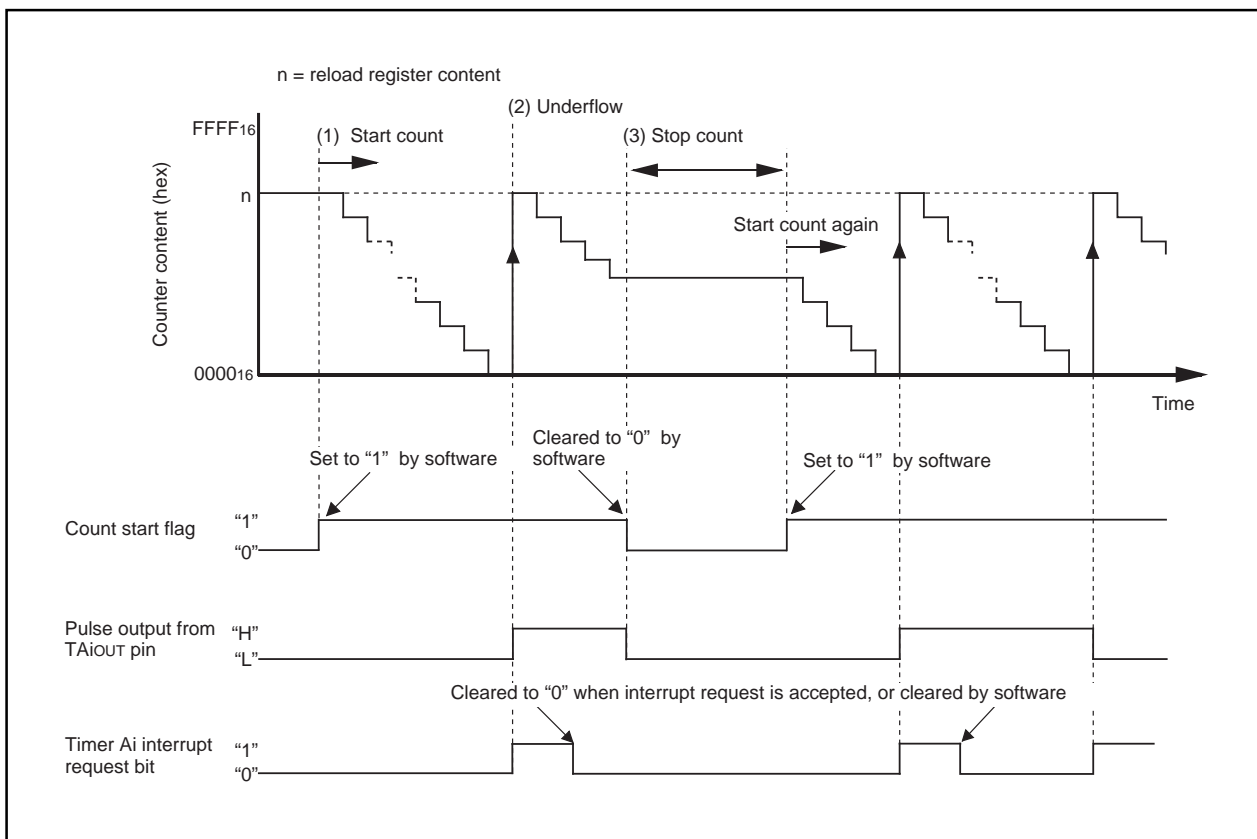 n = reload register content
(2) Underflow
FFFF16
(1) Start count
(3) Stop count
Counter content (hex)
n
Start count again
000016
Time
Cleared to “0” by
software
Set to “1” by software
Set to “1” by software
Count start flag
“1”
“0”
Pulse output from
TAiOUT pin
“H”
“L”
Cleared to “0” when interrupt request is accepted, or cleared by software
Timer Ai interrupt
request bit
“1”
“0”